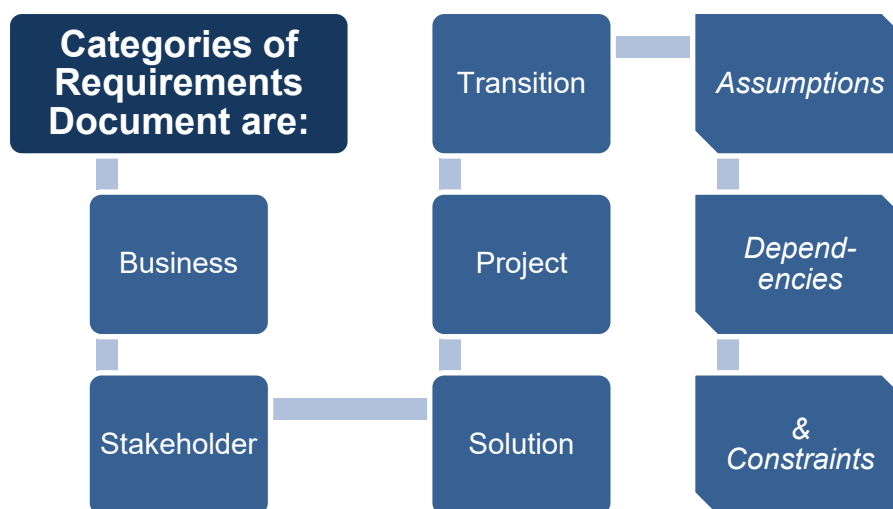 Categories of
Requirements
Document are:
Business
Stakeholder
Solution
Project
Transition
Assumptions
Depend-
encies
&
Constraints